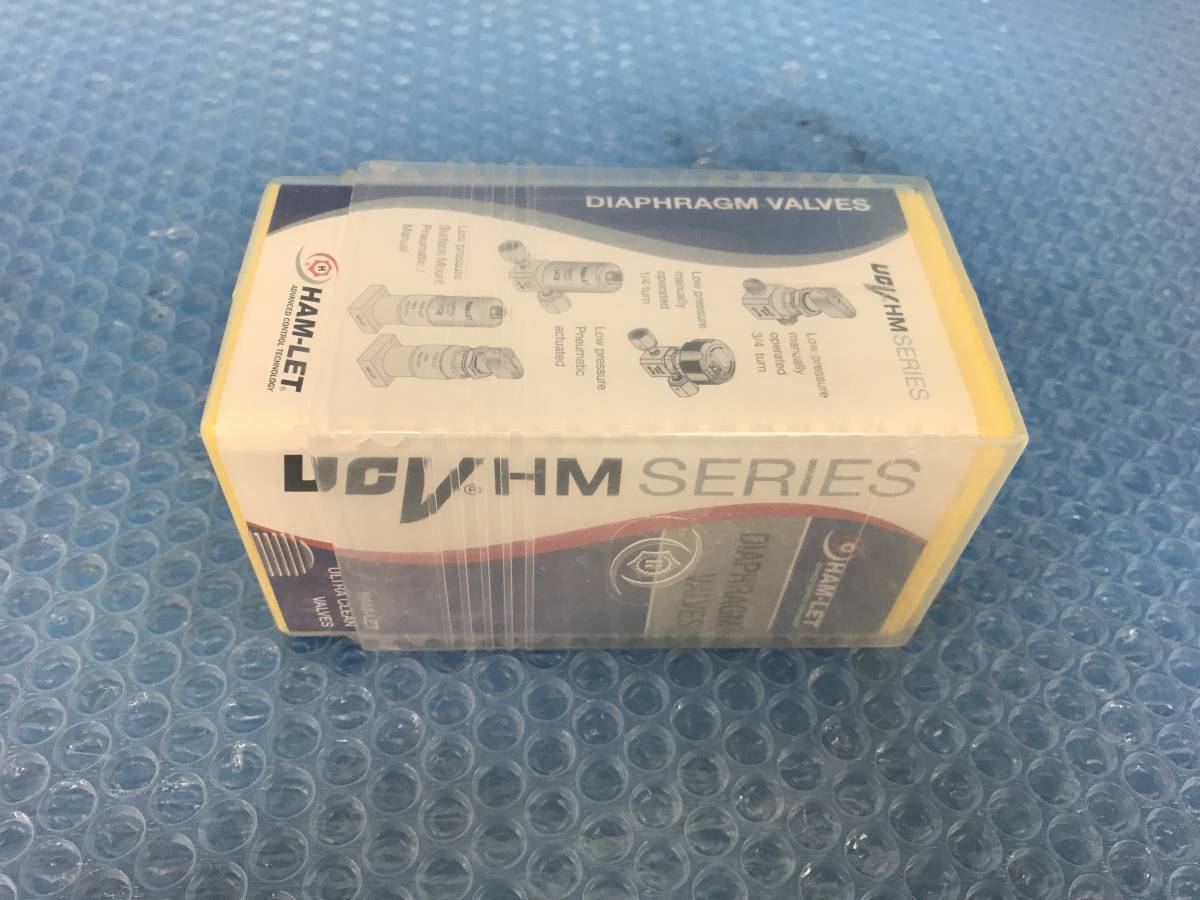 DIAPHRAGM VALVES
UCV HM SERIES
Low pressure
manually
operated
3/4 turn
Low pressure
manually
operated
1/4 turn
Low pressure
Pneumatic
actuated
Low pressure
Surface Mount
Pneumatic /
Manual
H
HAM-LET®
ADVANCED CONTROL TECHNOLOGY
UCV® HM SERIES
HAM-LET
DIAPHRAGM
VALVES
HAM-LET
ULTRA CLEAN
VALVES